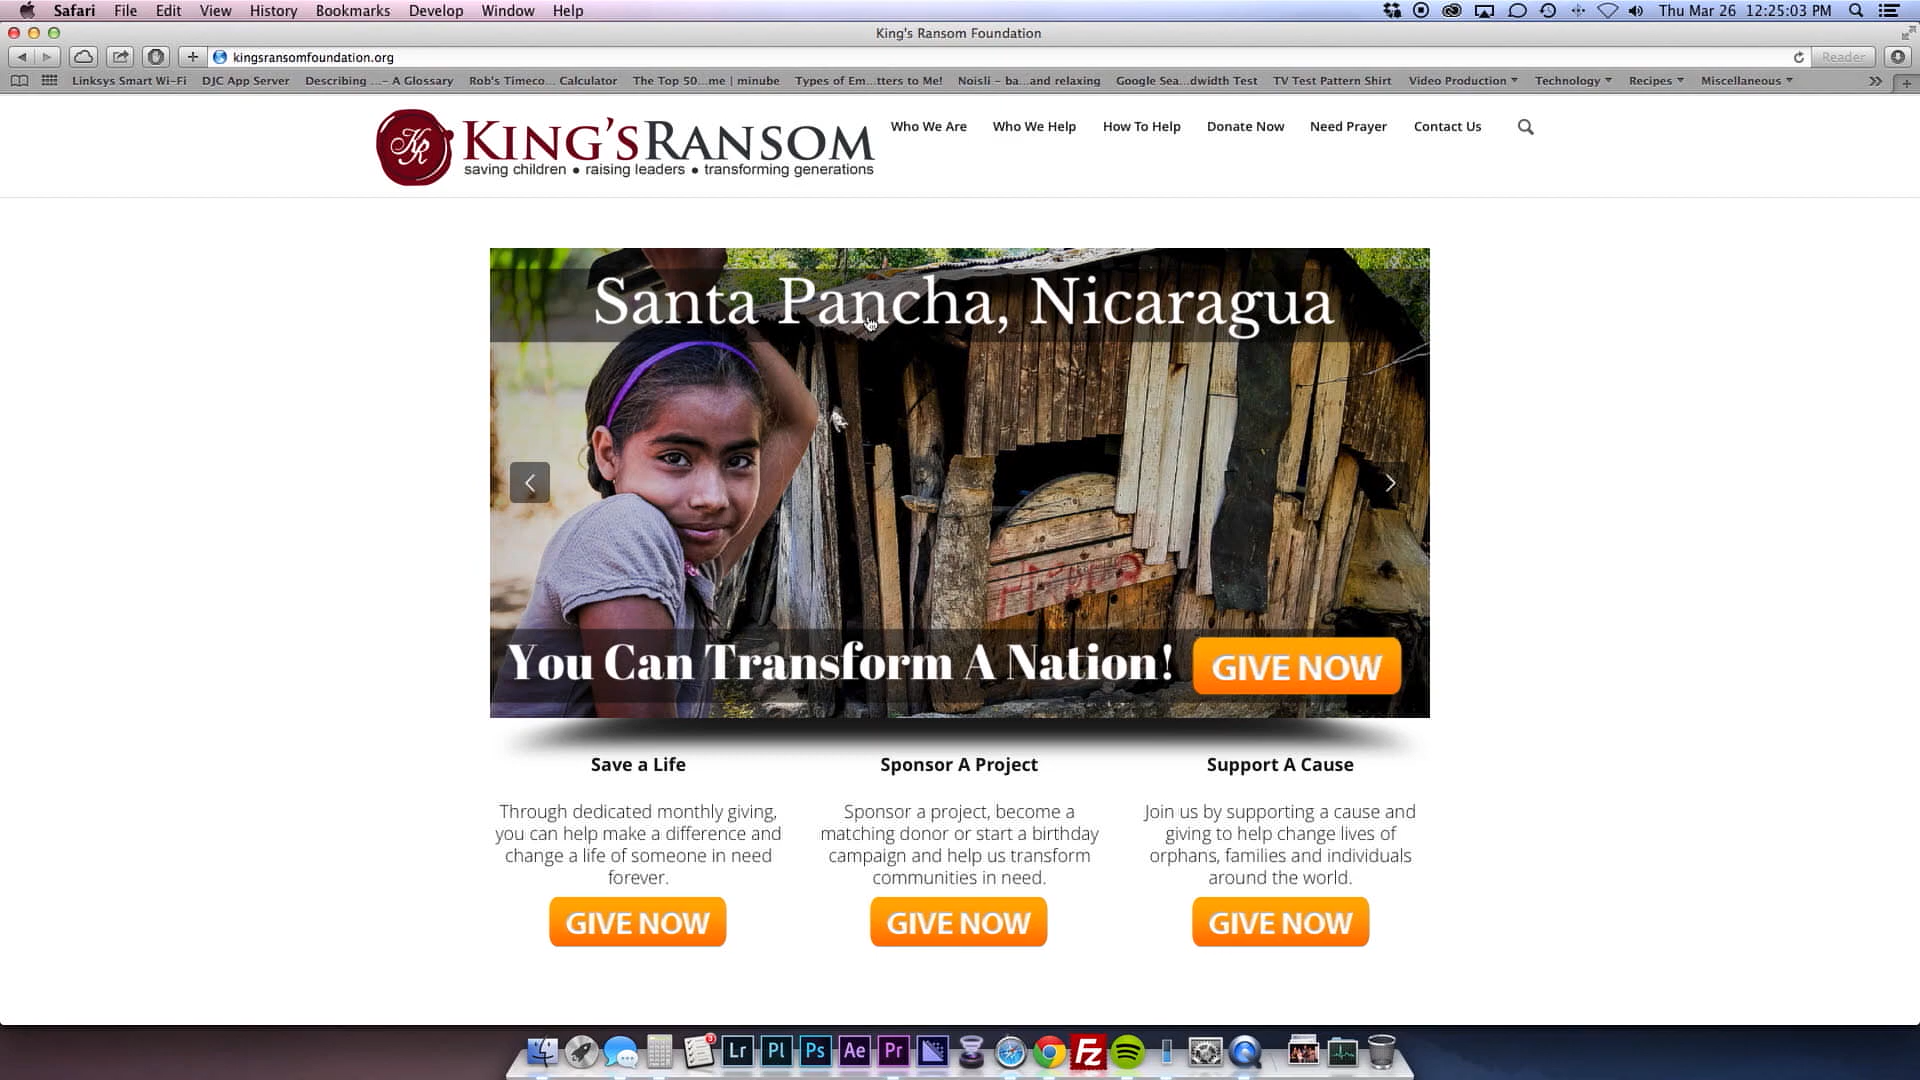 Safari File Edit View History Bookmarks Develop Window Help Thu Mar 26 12:25:03 PM
King's Ransom Foundation
kingsransomfoundation.org Reader
Linksys Smart Wi-Fi DJC App Server Describing ...- A Glossary Rob's Timeco... Calculator The Top 50...me | minube Types of Em...tters to Me! Noisli - ba...and relaxing Google Sea...dwidth Test TV Test Pattern Shirt Video Production Technology Recipes Miscellaneous
KR KING'SRANSOM
saving children • raising leaders • transforming generations
Who We Are Who We Help How To Help Donate Now Need Prayer Contact Us
Santa Pancha, Nicaragua
You Can Transform A Nation! GIVE NOW
Save a Life
Through dedicated monthly giving,
you can help make a difference and
change a life of someone in need
forever.
GIVE NOW
Sponsor A Project
Sponsor a project, become a
matching donor or start a birthday
campaign and help us transform
communities in need.
GIVE NOW
Support A Cause
Join us by supporting a cause and
giving to help change lives of
orphans, families and individuals
around the world.
GIVE NOW
3 Lr Pl Ps Ae Pr Fz